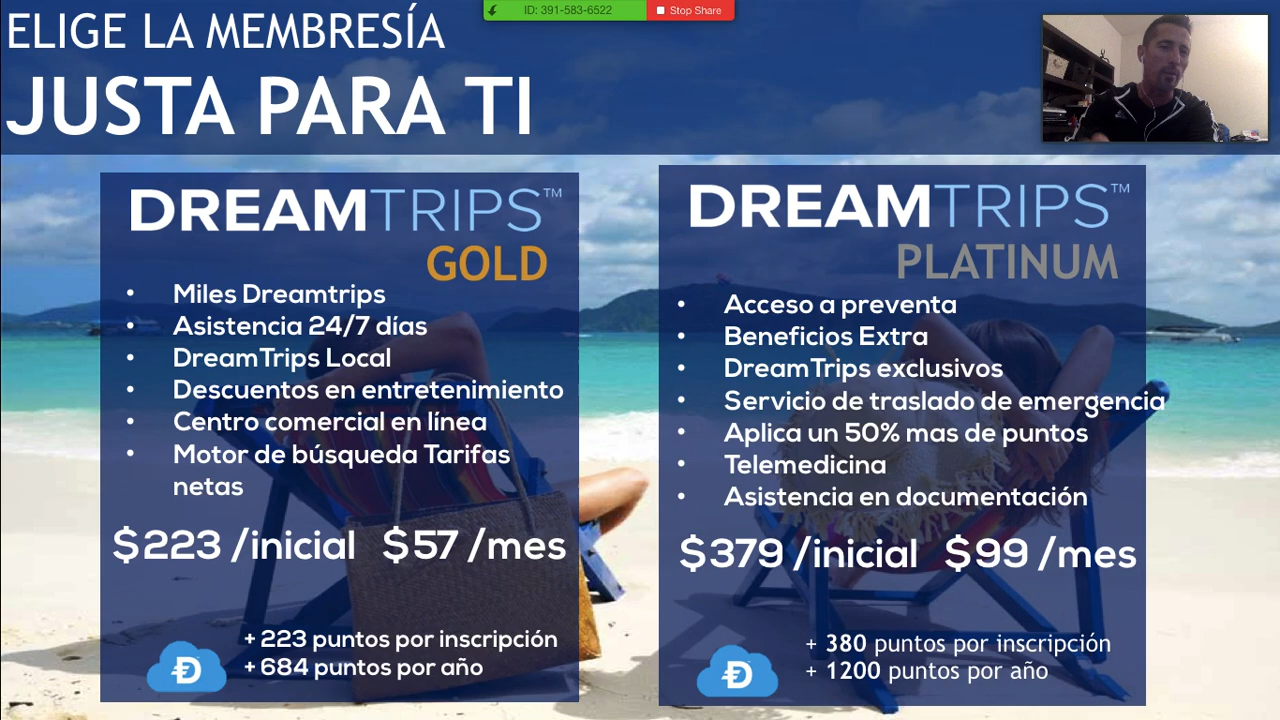 ID: 391-583-6522
Stop Share
ELIGE LA MEMBRESÍA
JUSTA PARA TI
DREAMTRIPS™
GOLD
• Miles Dreamtrips
• Asistencia 24/7 días
• DreamTrips Local
• Descuentos en entretenimiento
• Centro comercial en línea
• Motor de búsqueda Tarifas
netas
$223 /inicial $57 /mes
+ 223 puntos por inscripción
+ 684 puntos por año
DREAMTRIPS™
PLATINUM
• Acceso a preventa
• Beneficios Extra
• DreamTrips exclusivos
• Servicio de traslado de emergencia
• Aplica un 50% mas de puntos
• Telemedicina
• Asistencia en documentación
$379 /inicial $99 /mes
+ 380 puntos por inscripción
+ 1200 puntos por año